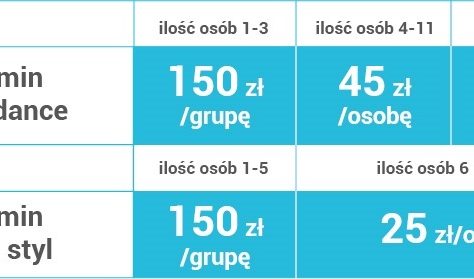 ilość osób 1-3
ilość osób 4-11
min
dance
150 zł
/grupę
45 zł
/osobę
ilość osób 1-5
ilość osób 6
min
styl
150 zł
/grupę
25 zł/o